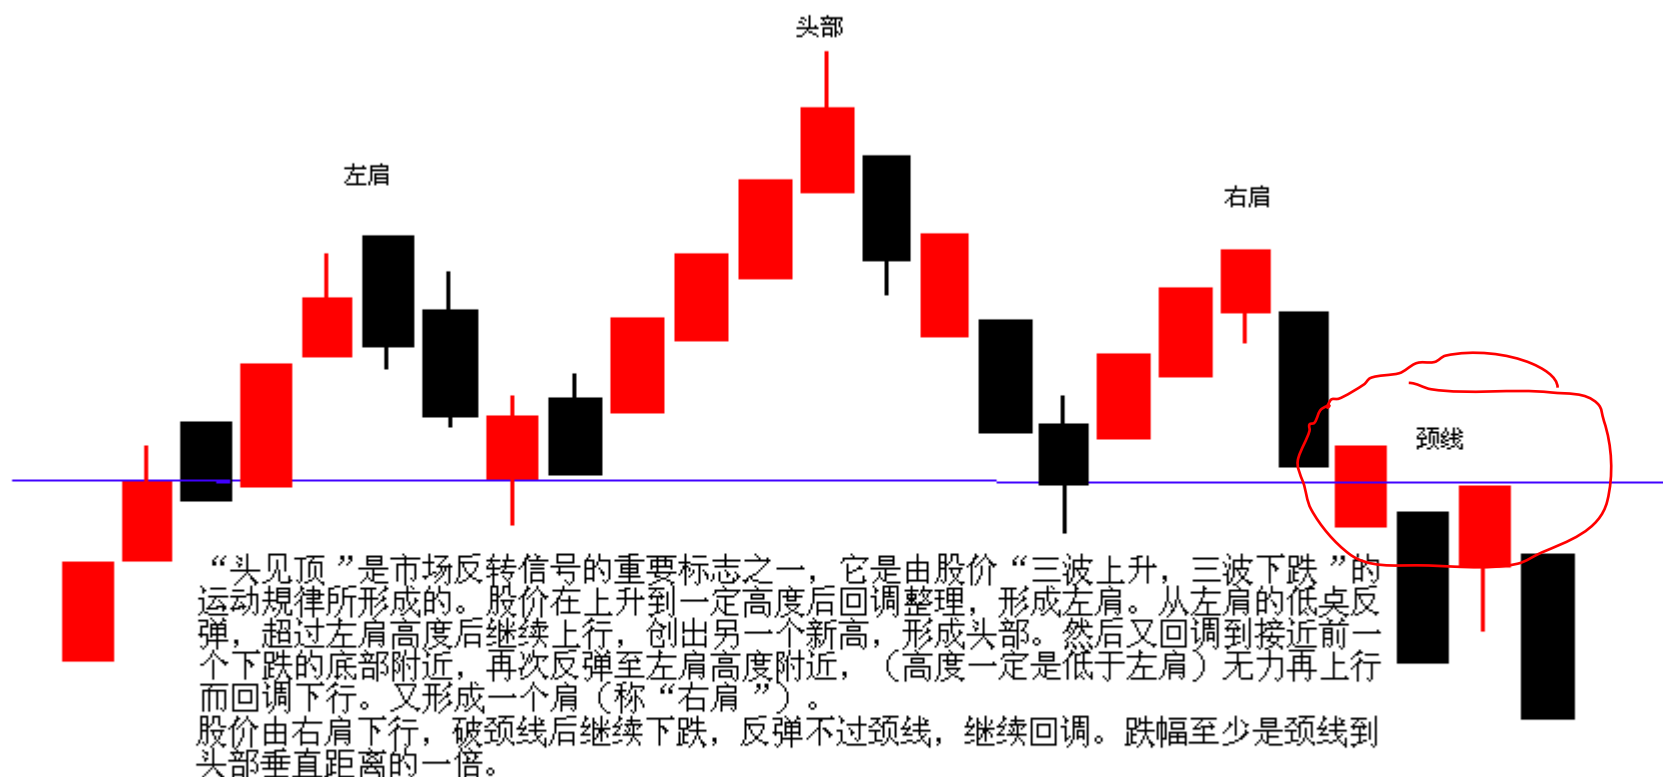 头部
左肩
右肩
颈线
“头见顶”是市场反转信号的重要标志之一，它是由股价“三波上升，三波下跌”的
运动规律所形成的。股价在上升到一定高度后回调整理，形成左肩。从左肩的低点反
弹，超过左肩高度后继续上行，创出另一个新高，形成头部。然后又回调到接近前一
个下跌的底部附近，再次反弹至左肩高度附近，（高度一定是低于左肩）无力再上行
而回调下行。又形成一个肩（称“右肩”）。
股价由右肩下行，破颈线后继续下跌，反弹不过颈线，继续回调。跌幅至少是颈线到
头部垂直距离的一倍。